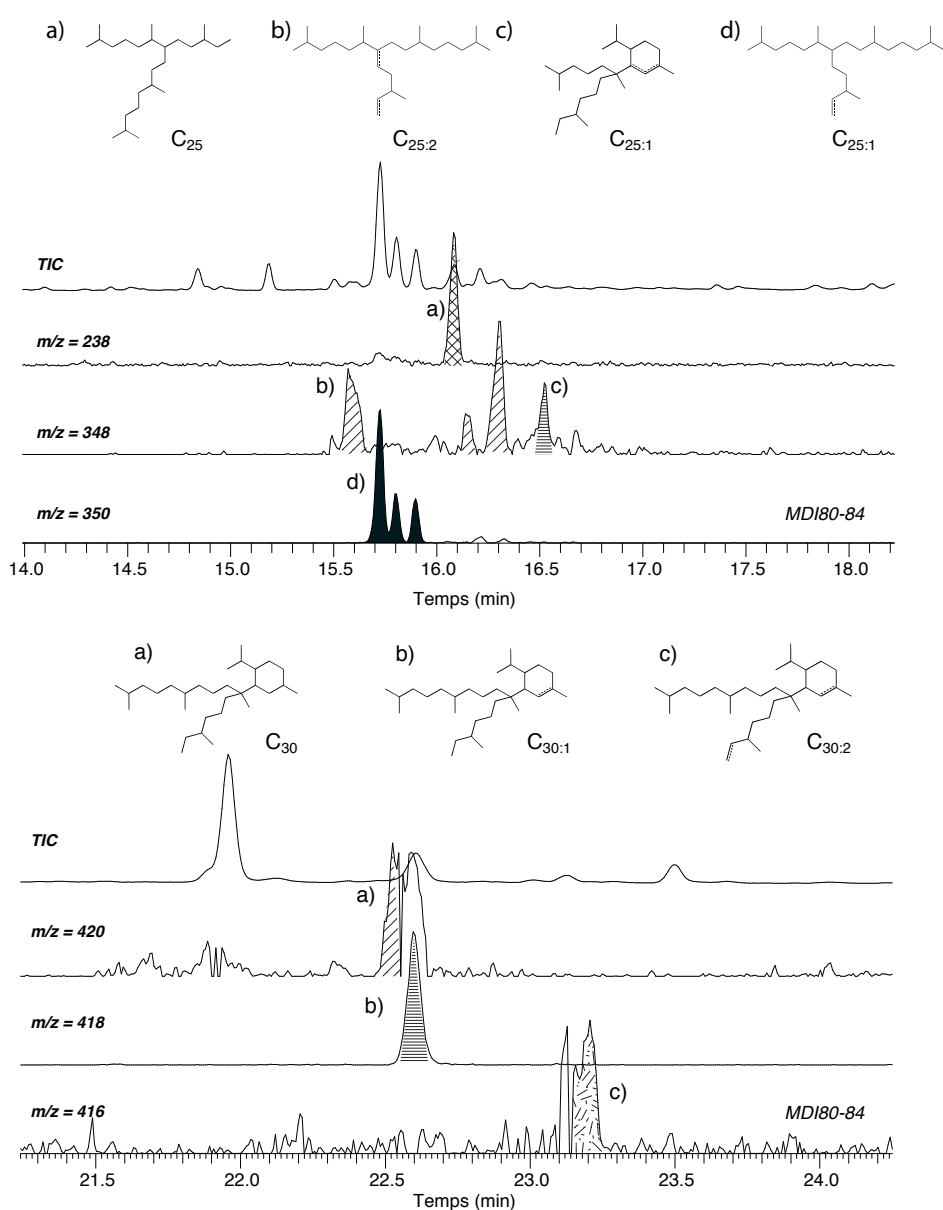 a) b) c) d)
C25 C25:2 C25:1 C25:1
TIC
a)
m/z = 238
b) c)
m/z = 348
d)
m/z = 350 MDI80-84
14.0 14.5 15.0 15.5 16.0 16.5 17.0 17.5 18.0
Temps (min)
a) b) c)
C30 C30:1 C30:2
TIC
a)
m/z = 420
b)
m/z = 418
c)
m/z = 416 MDI80-84
21.5 22.0 22.5 23.0 23.5 24.0
Temps (min)